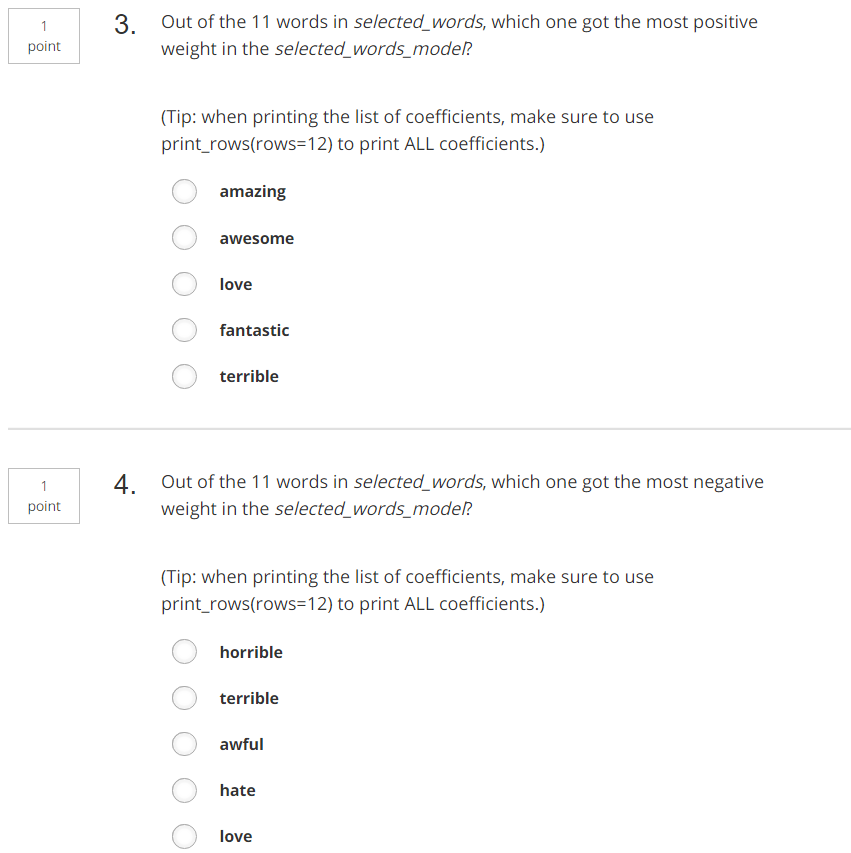 1
point
3.
Out of the 11 words in selected_words, which one got the most positive
weight in the selected_words_model?
(Tip: when printing the list of coefficients, make sure to use
print_rows(rows=12) to print ALL coefficients.)
amazing
awesome
love
fantastic
terrible
1
point
4.
Out of the 11 words in selected_words, which one got the most negative
weight in the selected_words_model?
(Tip: when printing the list of coefficients, make sure to use
print_rows(rows=12) to print ALL coefficients.)
horrible
terrible
awful
hate
love